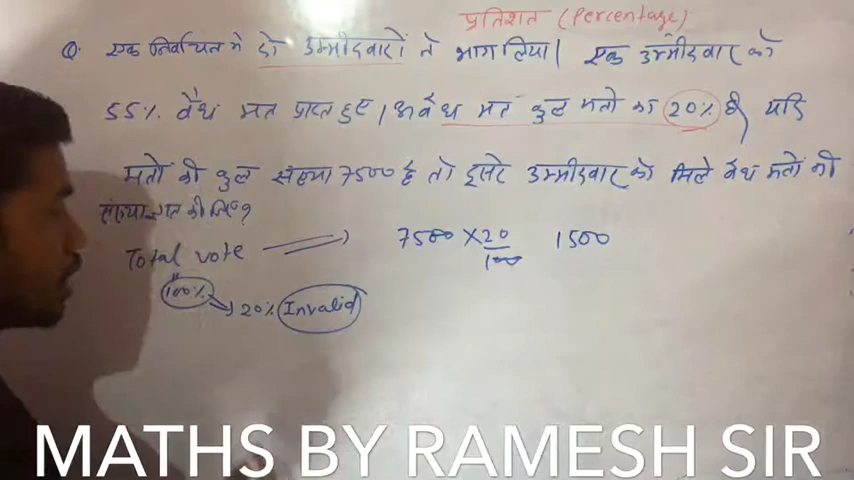 प्रतिशत (Percentage)
Q. एक निर्वाचन मे दो उम्मीदवारों ने भाग लिया। एक उम्मीदवार को
55% वैध मत प्राप्त हुए। अवैध मत कुल मतो का 20% है, यदि
मतों की कुल संख्या 7500 है तो दूसरे उम्मीदवार को मिले वैध मतो की
संख्या ज्ञात कीजिए?
Total vote 7500 × 20/100 1500
100% 20% Invalid
MATHS BY RAMESH SIR